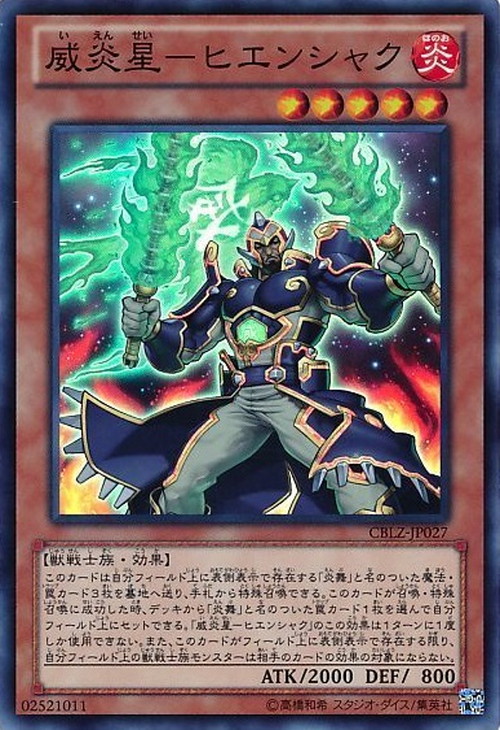 威炎星－ヒエンシャク
いえんせい
炎
ほのお
威
CBLZ-JP027
【獣戦士族・効果】
このカードは自分フィールド上に表側表示で存在する「炎舞」と名のついた魔法・
罠カード3枚を墓地へ送り、手札から特殊召喚できる。このカードが召喚・特殊
召喚に成功した時、デッキから「炎舞」と名のついた罠カード1枚を選んで自分
フィールド上にセットできる。「威炎星－ヒエンシャク」のこの効果は1ターンに1度
しか使用できない。また、このカードがフィールド上に表側表示で存在する限り、
自分フィールド上の獣戦士族モンスターは相手のカードの効果の対象にならない。
ATK/2000 DEF/ 800
02521011
©高橋和希 スタジオ・ダイス/集英社